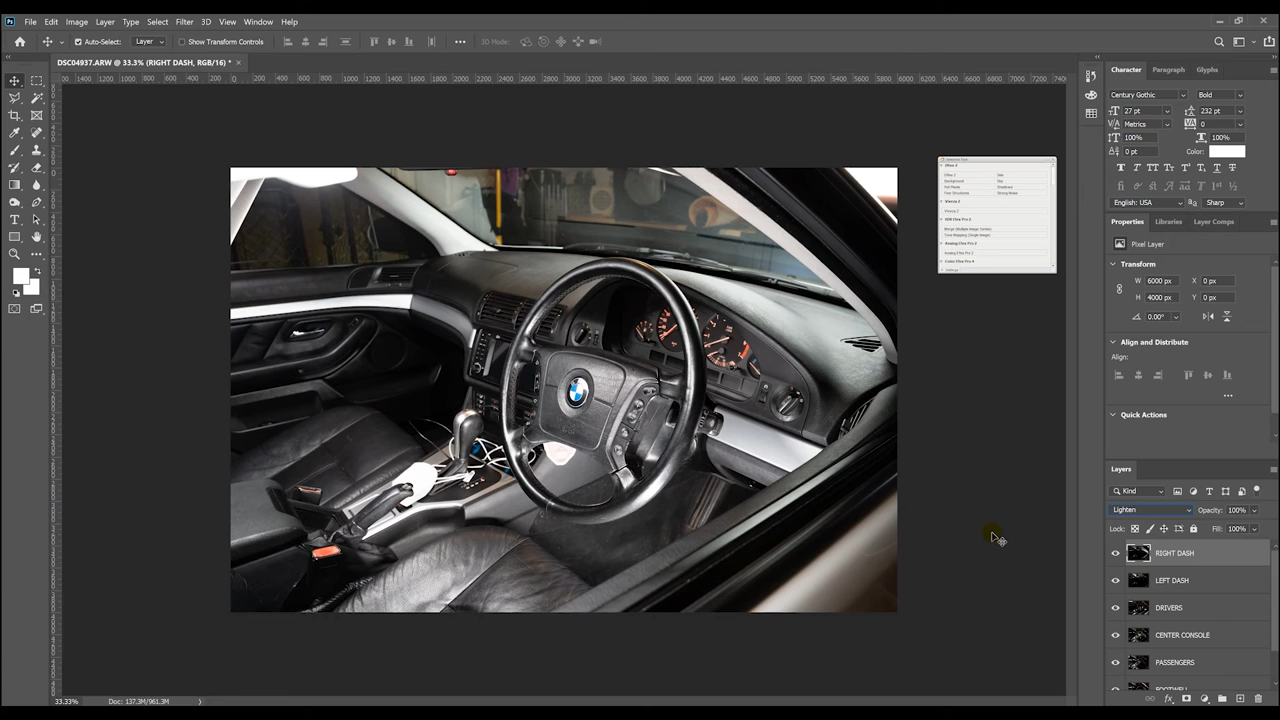 File Edit Image Layer Type Select Filter 3D View Window Help
Auto-Select: Layer Show Transform Controls 3D Mode:
DSC04937.ARW @ 33.3% (RIGHT DASH, RGB/16) *
Character Paragraph Glyphs
Century Gothic Bold
27 pt 232 pt
Metrics 0
100% 100%
0 pt Color:
English: USA Sharp
Properties Libraries Layer Comps
Pixel Layer
Transform
W 6000 px X 0 px
H 4000 px Y 0 px
0.00°
Align and Distribute
Align:
Quick Actions
Layers
Kind
Lighten Opacity: 100%
Lock: Fill: 100%
RIGHT DASH
LEFT DASH
DRIVERS
CENTER CONSOLE
PASSENGERS
FOOTWELL
33.33% Doc: 137.3M/961.3M